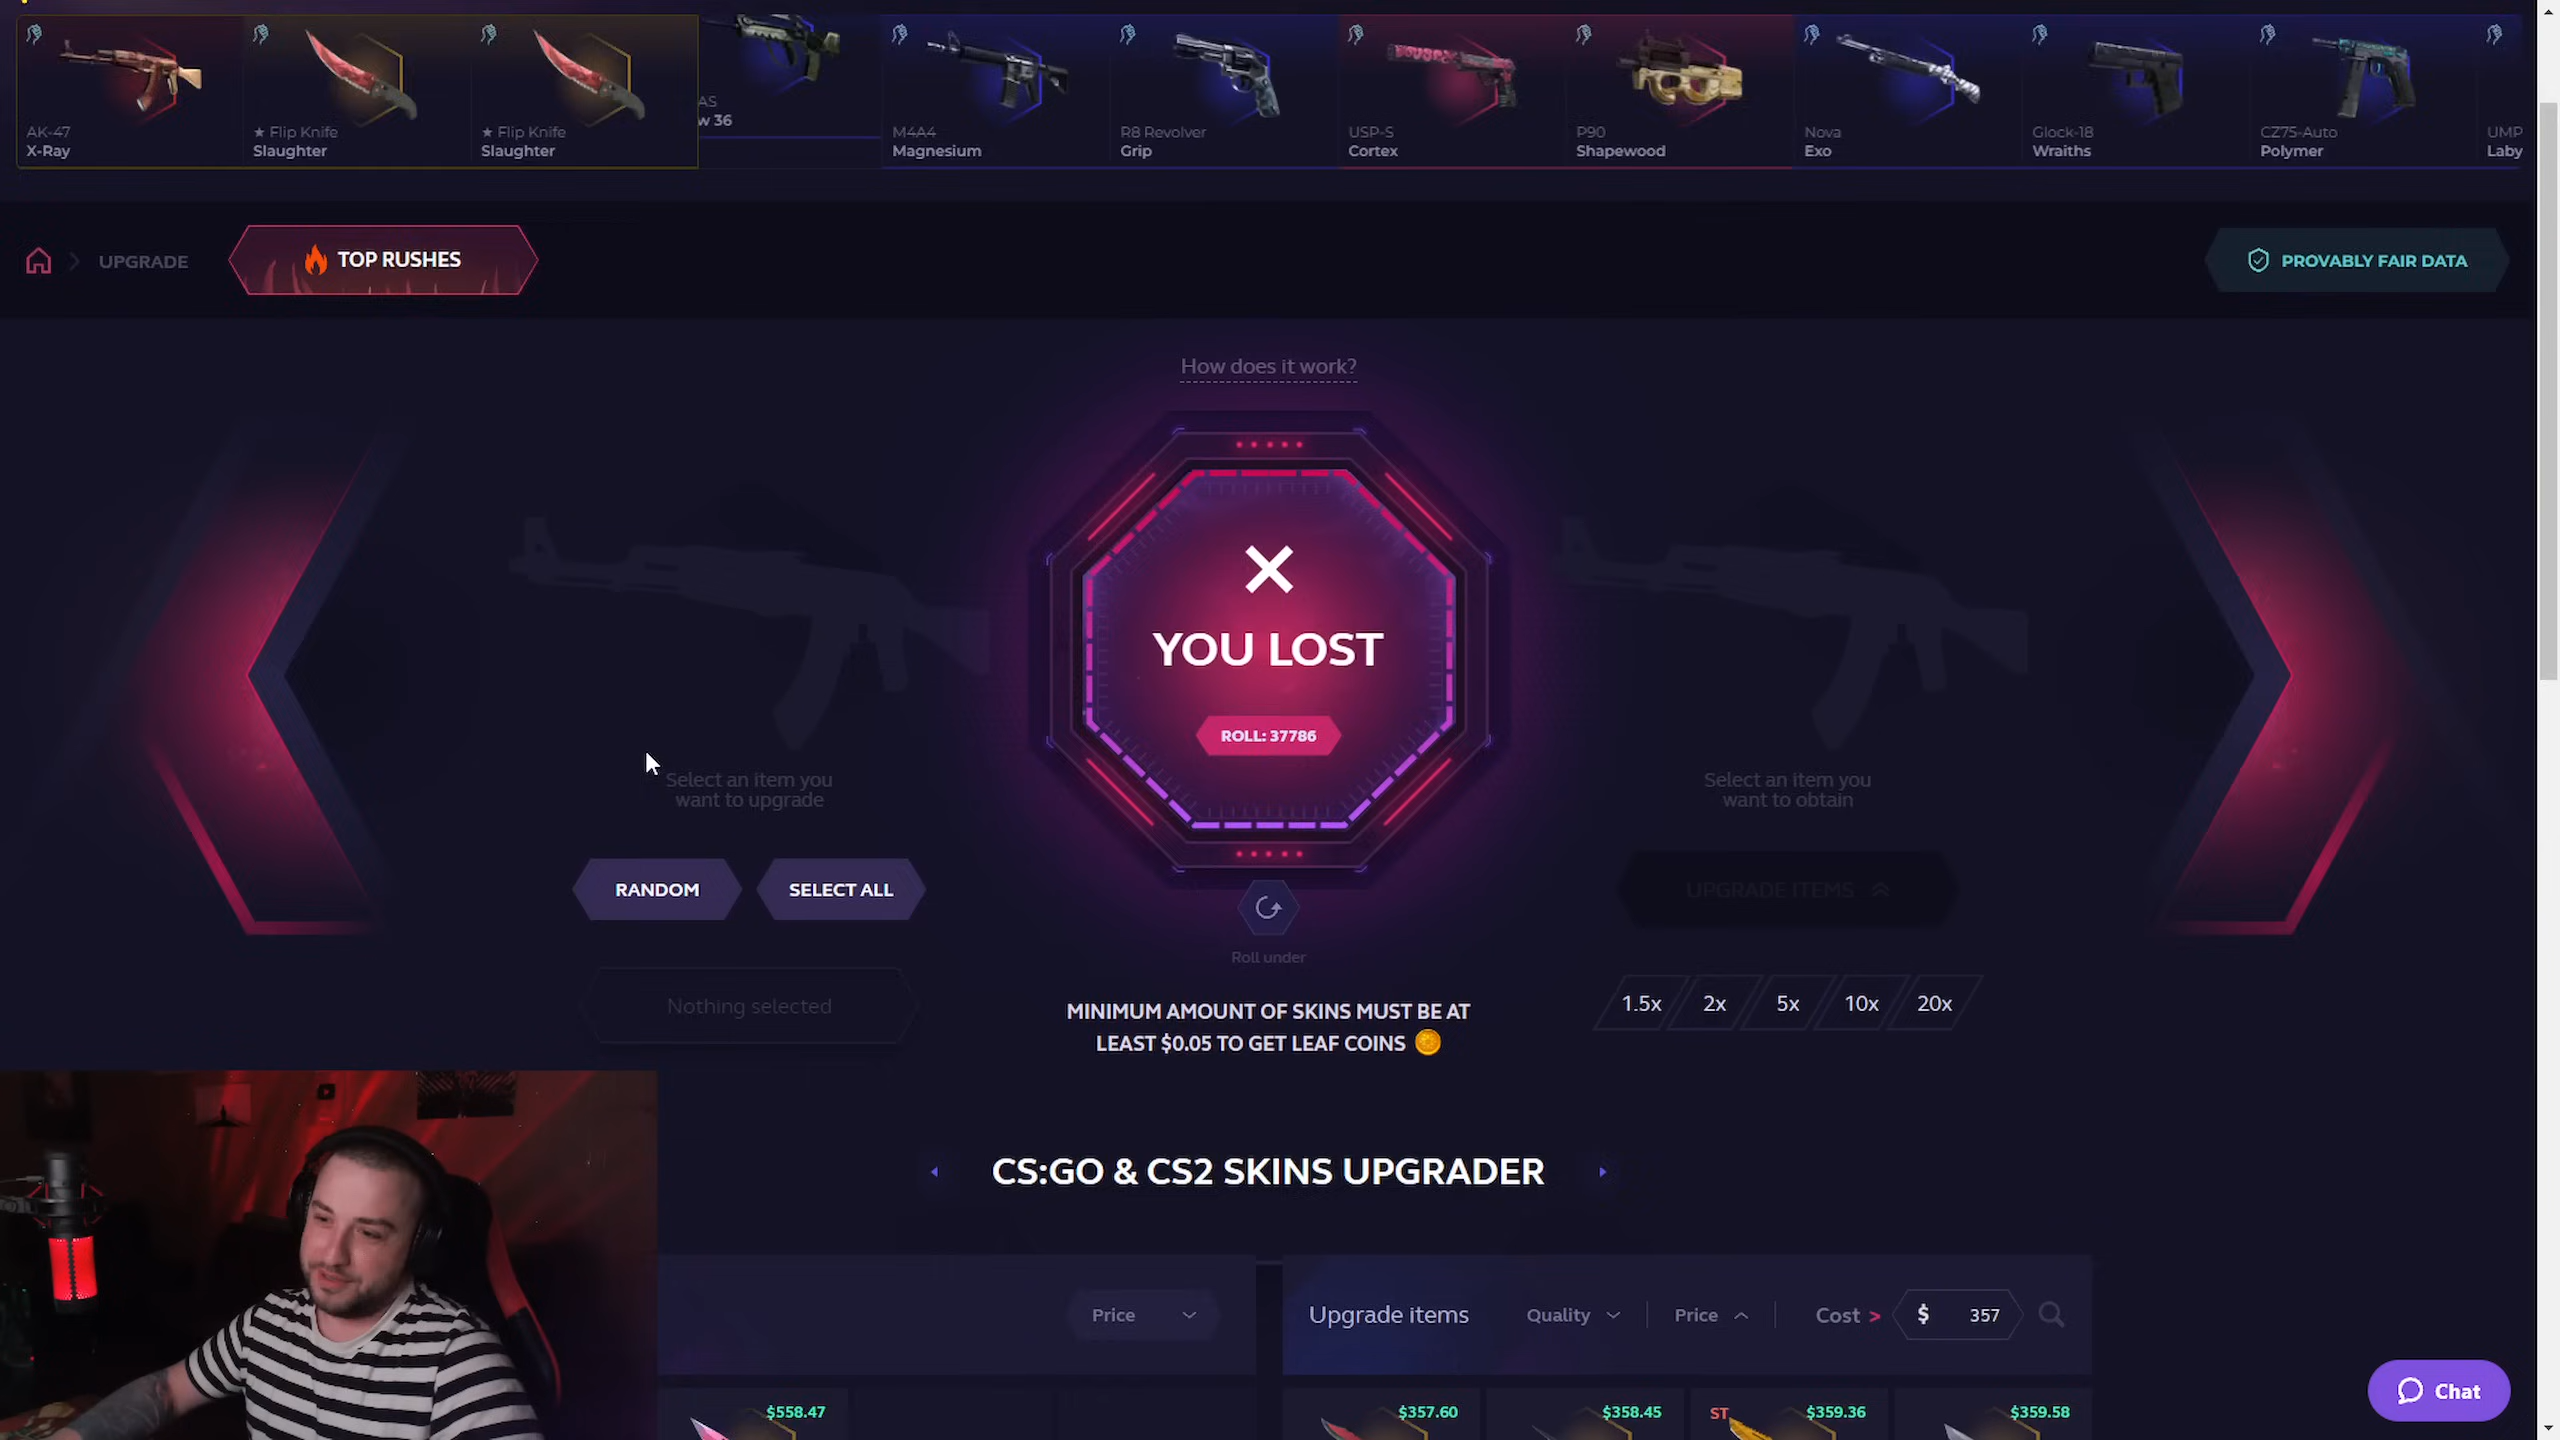 AK-47
X-Ray
★ Flip Knife
Slaughter
★ Flip Knife
Slaughter
AS
w 36
M4A4
Magnesium
R8 Revolver
Grip
USP-S
Cortex
P90
Shapewood
Nova
Exo
Glock-18
Wraiths
CZ75-Auto
Polymer
UMP
Laby
UPGRADE
TOP RUSHES
PROVABLY FAIR DATA
How does it work?
YOU LOST
ROLL: 37786
Select an item you
want to upgrade
RANDOM
SELECT ALL
Nothing selected
Roll under
MINIMUM AMOUNT OF SKINS MUST BE AT
LEAST $0.05 TO GET LEAF COINS
Select an item you
want to obtain
UPGRADE ITEMS
1.5x
2x
5x
10x
20x
CS:GO & CS2 SKINS UPGRADER
Price
Upgrade items
Quality
Price
Cost >
$ 357
$558.47
$357.60
$358.45
ST
$359.36
$359.58
Chat